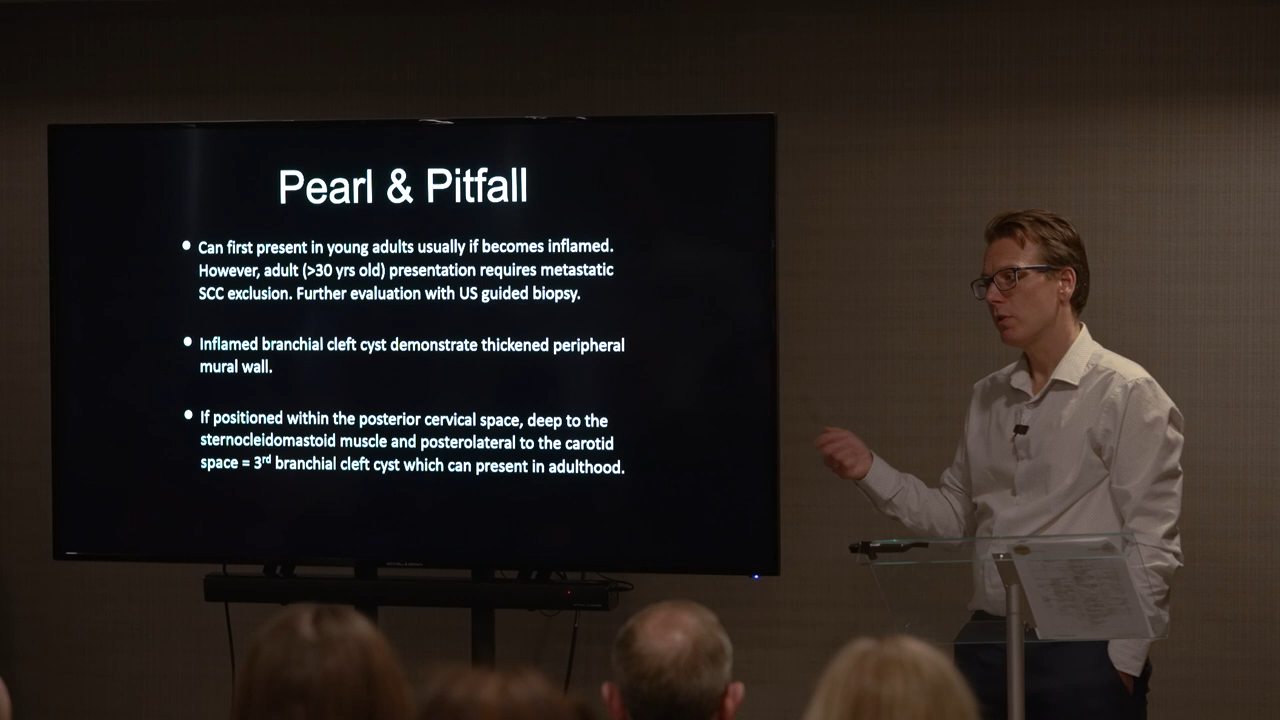 Pearl & Pitfall
• Can first present in young adults usually if becomes inflamed.
However, adult (>30 yrs old) presentation requires metastatic
SCC exclusion. Further evaluation with US guided biopsy.
• Inflamed branchial cleft cyst demonstrate thickened peripheral
mural wall.
• If positioned within the posterior cervical space, deep to the
sternocleidomastoid muscle and posterolateral to the carotid
space = 3rd branchial cleft cyst which can present in adulthood.